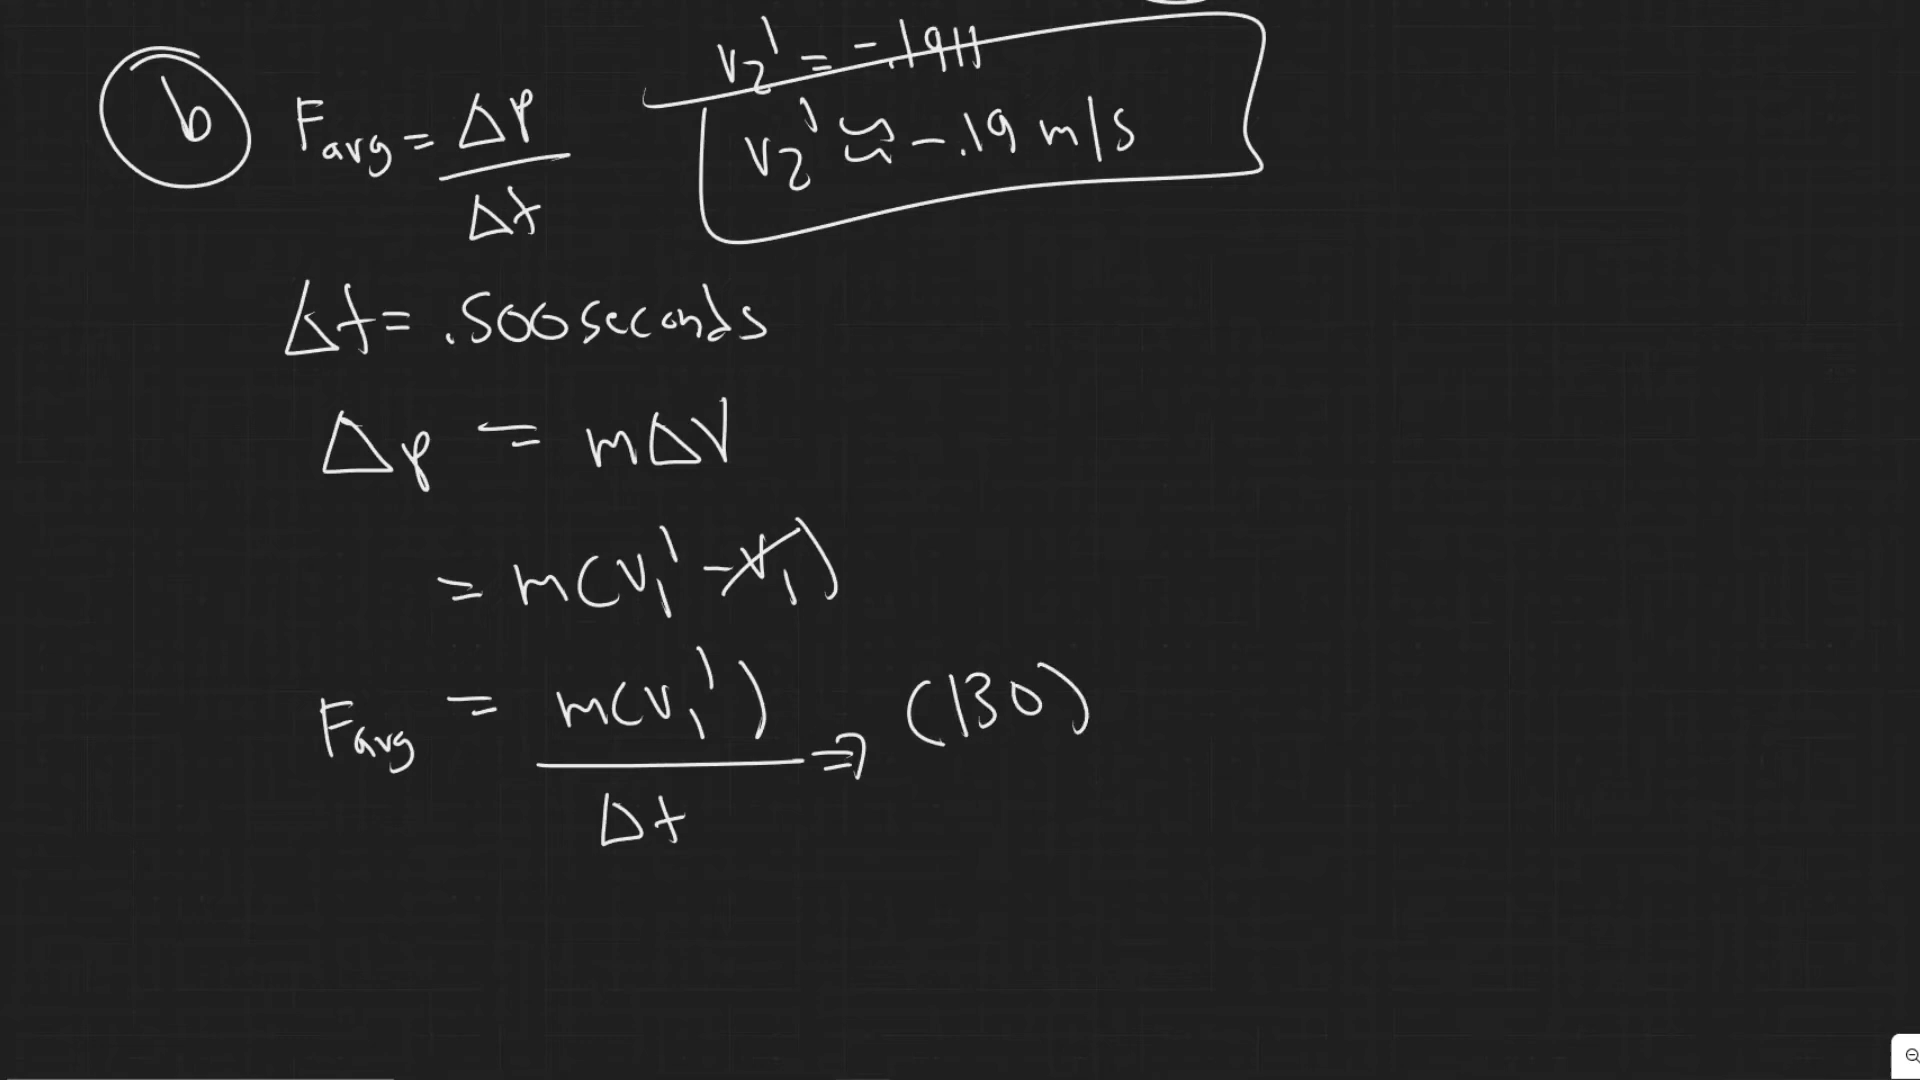 v₂' = -.1911
b
F_avg = Δp / Δt
v₂' ≈ -.19 m/s
Δt = .500 seconds
Δp = mΔV
= m(v₁' - v₁)
F_avg = m(v₁') / Δt ⇒ (130)